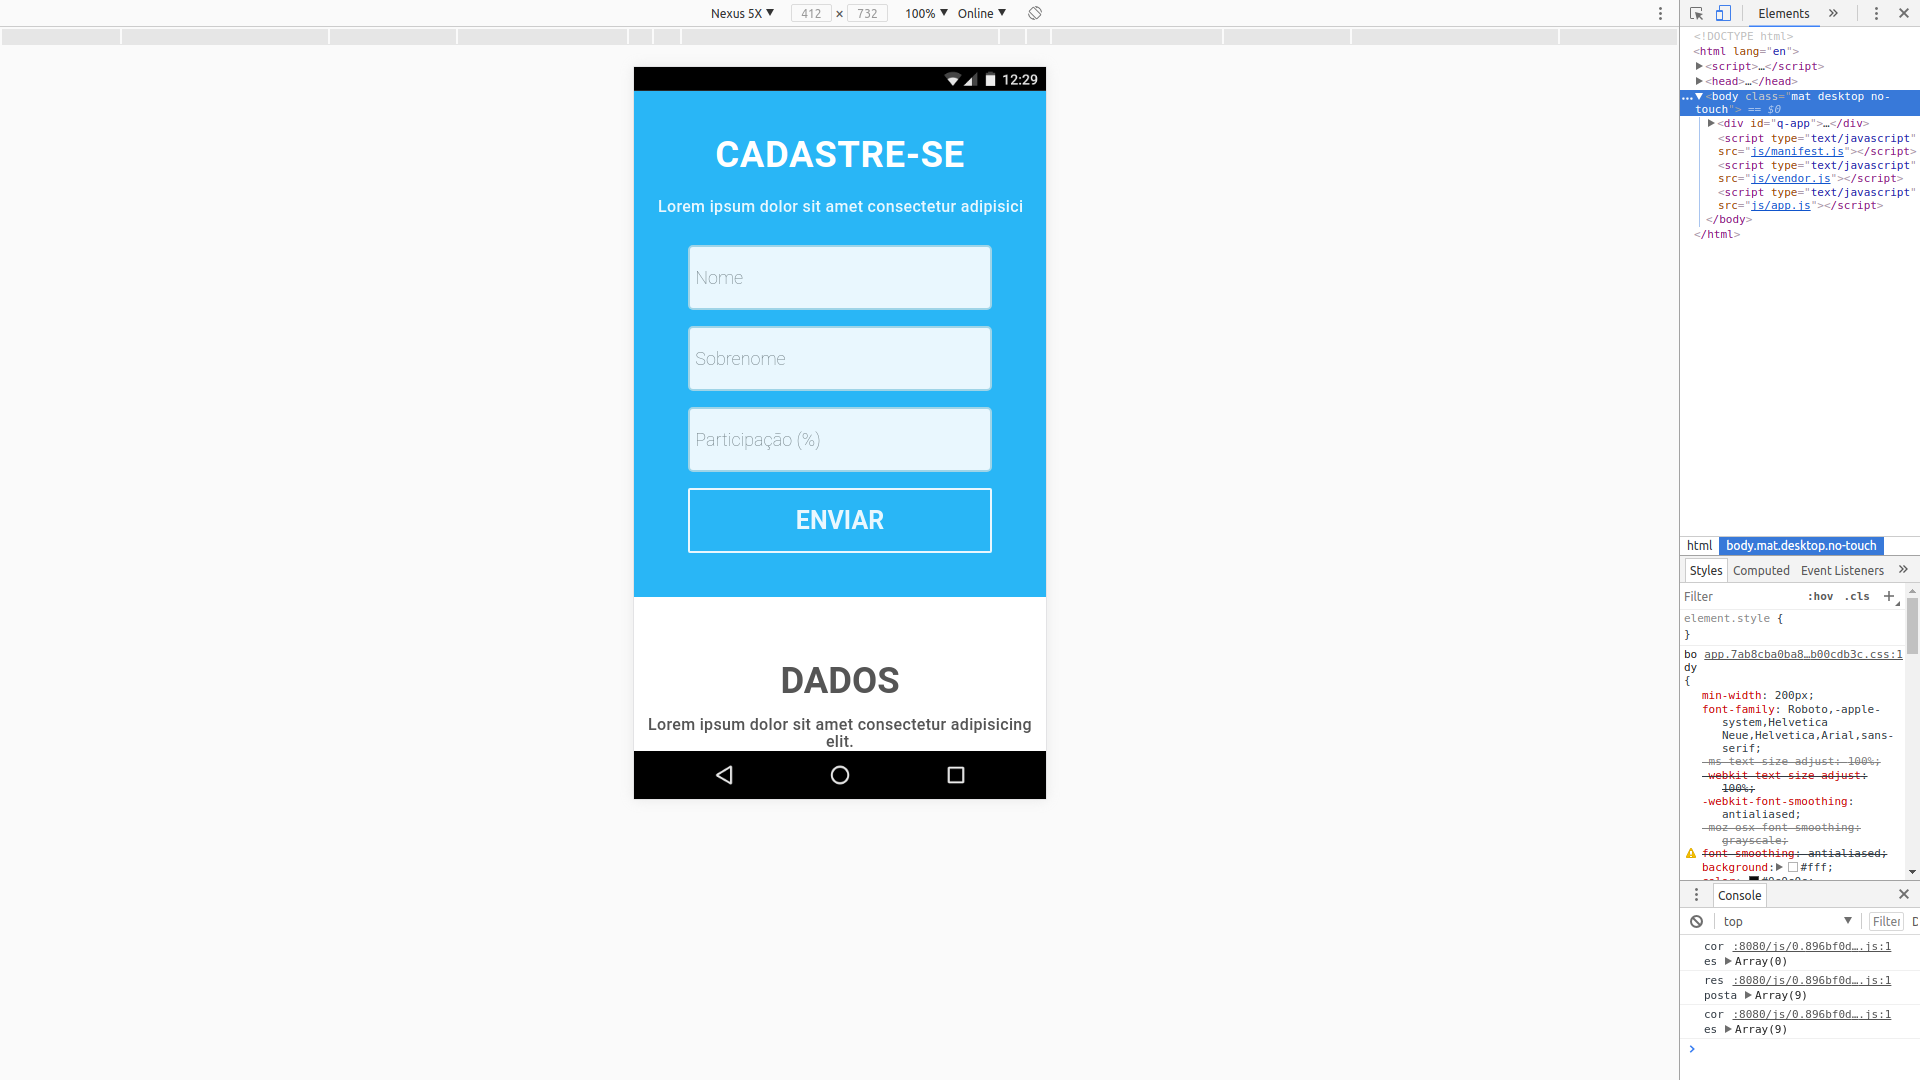 Nexus 5X ▼ 412 × 732 100% ▼ Online ▼
12:29
CADASTRE-SE
Lorem ipsum dolor sit amet consectetur adipisici
Nome
Sobrenome
Participação (%)
ENVIAR
DADOS
Lorem ipsum dolor sit amet consectetur adipisicing
elit.
Elements »
<!DOCTYPE html>
<html lang="en">
▶<script>…</script>
▶<head>…</head>
…▼<body class="mat desktop no-
touch"> == $0
▶<div id="q-app">…</div>
<script type="text/javascript"
src="js/manifest.js"></script>
<script type="text/javascript"
src="js/vendor.js"></script>
<script type="text/javascript"
src="js/app.js"></script>
</body>
</html>
html body.mat.desktop.no-touch
Styles Computed Event Listeners »
Filter :hov .cls +
element.style {
}
bo app.7ab8cba0ba8…b00cdb3c.css:1
dy
{
min-width: 200px;
font-family: Roboto,-apple-
system,Helvetica
Neue,Helvetica,Arial,sans-
serif;
-ms-text-size-adjust: 100%;
-webkit-text-size-adjust:
100%;
-webkit-font-smoothing:
antialiased;
-moz-osx-font-smoothing:
grayscale;
font-smoothing: antialiased;
background:▶ #fff;
Console
top ▼ Filter D
cor :8080/js/0.896bf0d….js:1
es ▶Array(0)
res :8080/js/0.896bf0d….js:1
posta ▶Array(9)
cor :8080/js/0.896bf0d….js:1
es ▶Array(9)
>